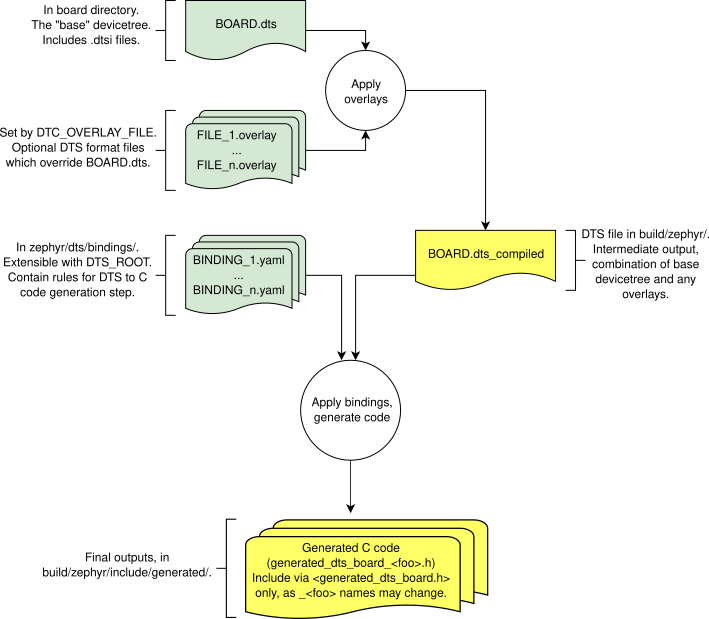 In board directory.
The "base" devicetree.
Includes .dtsi files.
BOARD.dts
Apply
overlays
Set by DTC_OVERLAY_FILE.
Optional DTS format files
which override BOARD.dts.
FILE_1.overlay
...
FILE_n.overlay
In zephyr/dts/bindings/.
Extensible with DTS_ROOT.
Contain rules for DTS to C
code generation step.
BINDING_1.yaml
...
BINDING_n.yaml
BOARD.dts_compiled
DTS file in build/zephyr/.
Intermediate output,
combination of base
devicetree and any
overlays.
Apply bindings,
generate code
Final outputs, in
build/zephyr/include/generated/.
Generated C code
(generated_dts_board_<foo>.h)
Include via <generated_dts_board.h>
only, as _<foo> names may change.